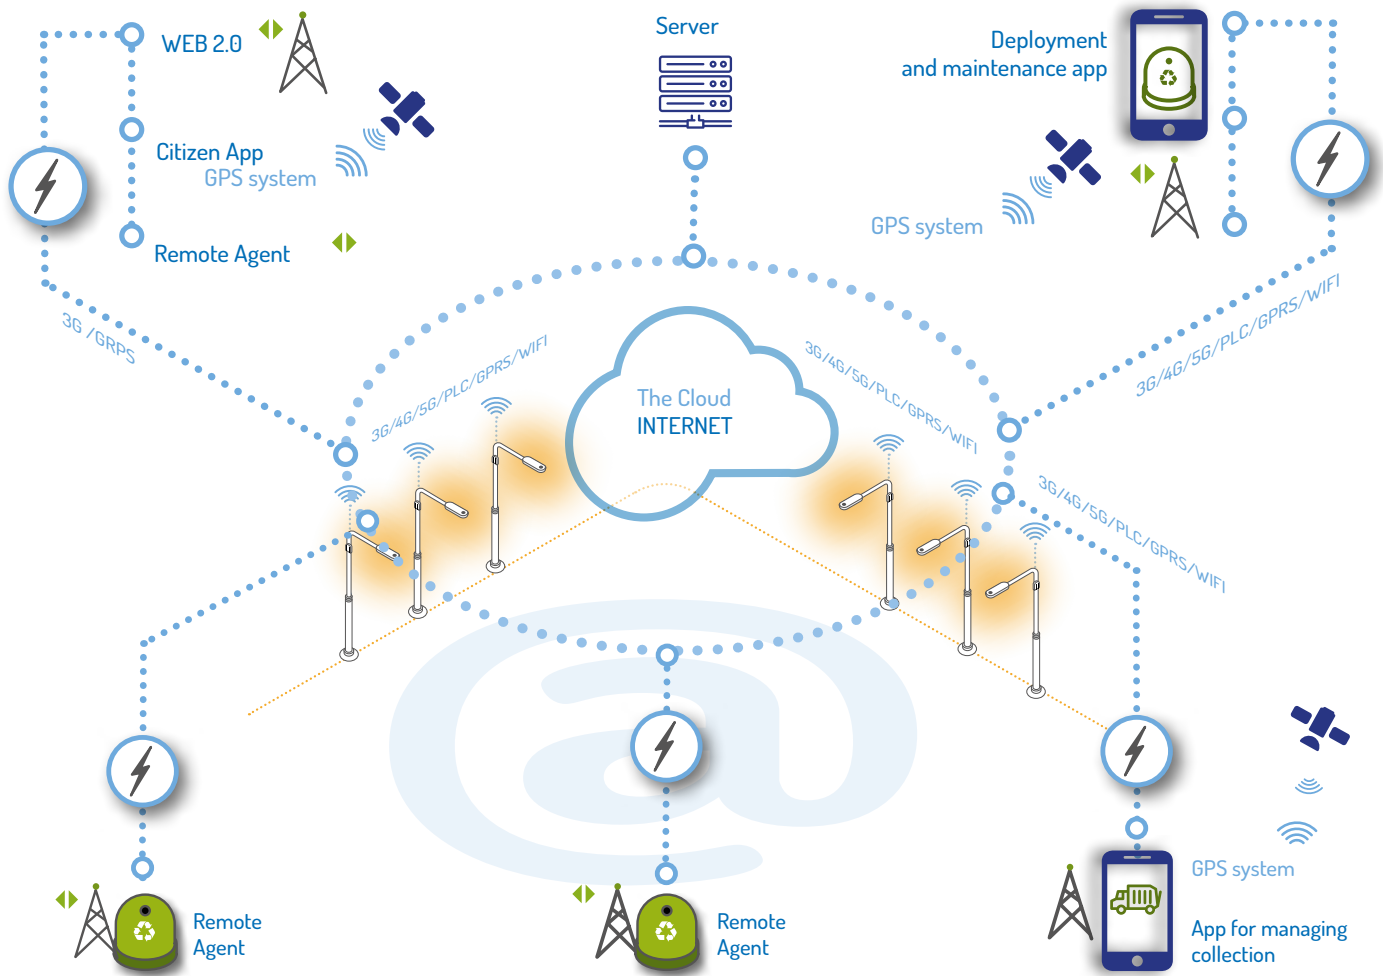 WEB 2.0
Citizen App
GPS system
Remote Agent
3G /GRPS
Server
Deployment
and maintenance app
GPS system
3G/4G/5G/PLC/GPRS/WIFI
3G/4G/5G/PLC/GPRS/WIFI
The Cloud
INTERNET
3G/4G/5G/PLC/GPRS/WIFI
3G/4G/5G/PLC/GPRS/WIFI
@
Remote
Agent
Remote
Agent
GPS system
App for managing
collection